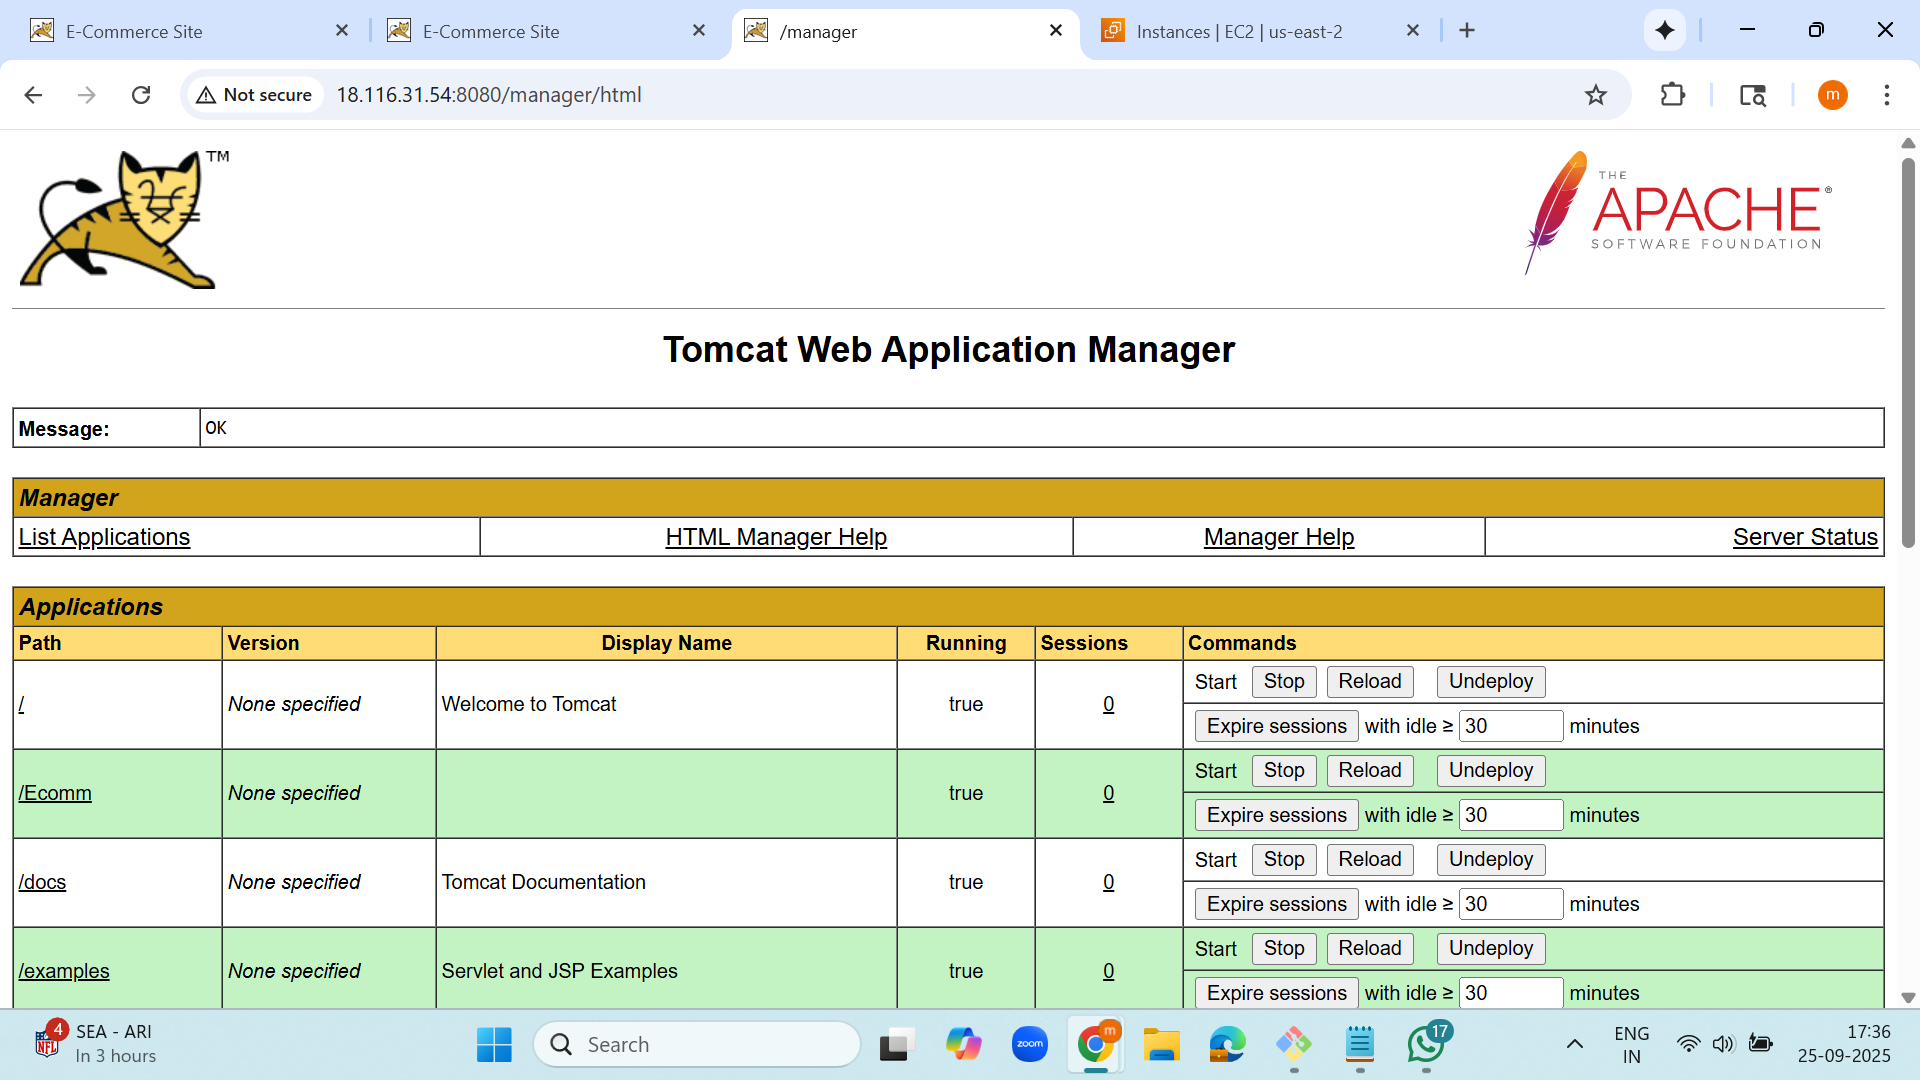 E-Commerce Site
E-Commerce Site
/manager
Instances | EC2 | us-east-2
Not secure
18.116.31.54:8080/manager/html
m
TM
THE
APACHE®
SOFTWARE FOUNDATION
Tomcat Web Application Manager
Message: OK
Manager
List Applications HTML Manager Help Manager Help Server Status
Applications
Path Version Display Name Running Sessions Commands
/ None specified Welcome to Tomcat true 0
Start Stop Reload Undeploy
Expire sessions with idle ≥ 30 minutes
/Ecomm None specified true 0
Start Stop Reload Undeploy
Expire sessions with idle ≥ 30 minutes
/docs None specified Tomcat Documentation true 0
Start Stop Reload Undeploy
Expire sessions with idle ≥ 30 minutes
/examples None specified Servlet and JSP Examples true 0
Start Stop Reload Undeploy
Expire sessions with idle ≥ 30 minutes
4
NFL
SEA - ARI
In 3 hours
Search
zoom
m
17
ENG
IN
17:36
25-09-2025